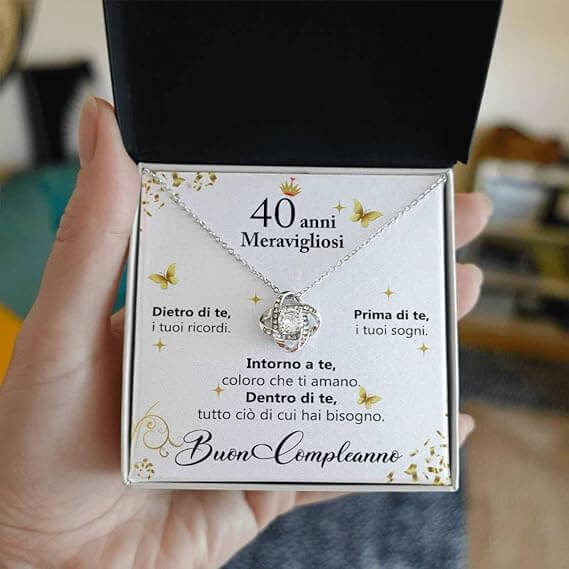 40 anni
Meravigliosi
Dietro di te,
i tuoi ricordi.
Prima di te,
i tuoi sogni.
Intorno a te,
coloro che ti amano.
Dentro di te,
tutto ciò di cui hai bisogno.
Buon Compleanno